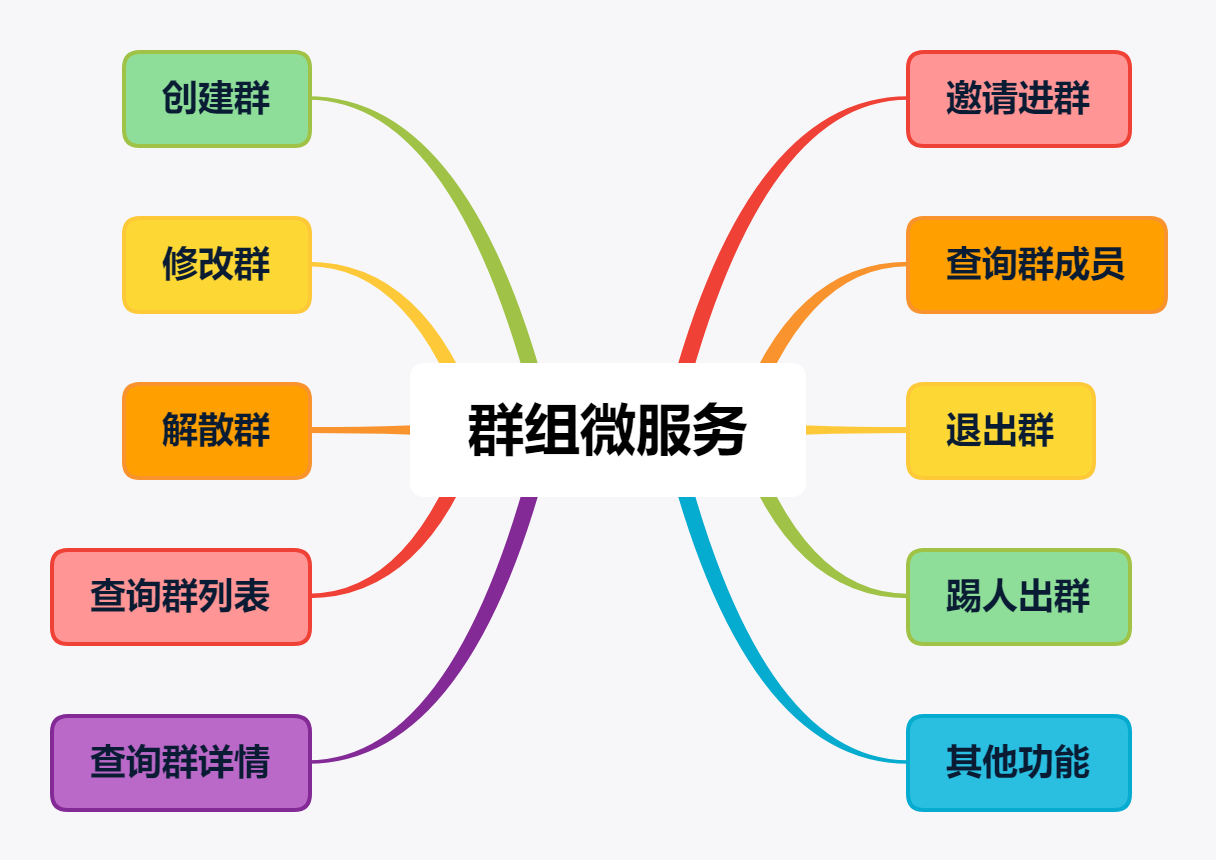 群组微服务
创建群
修改群
解散群
查询群列表
查询群详情
邀请进群
查询群成员
退出群
踢人出群
其他功能